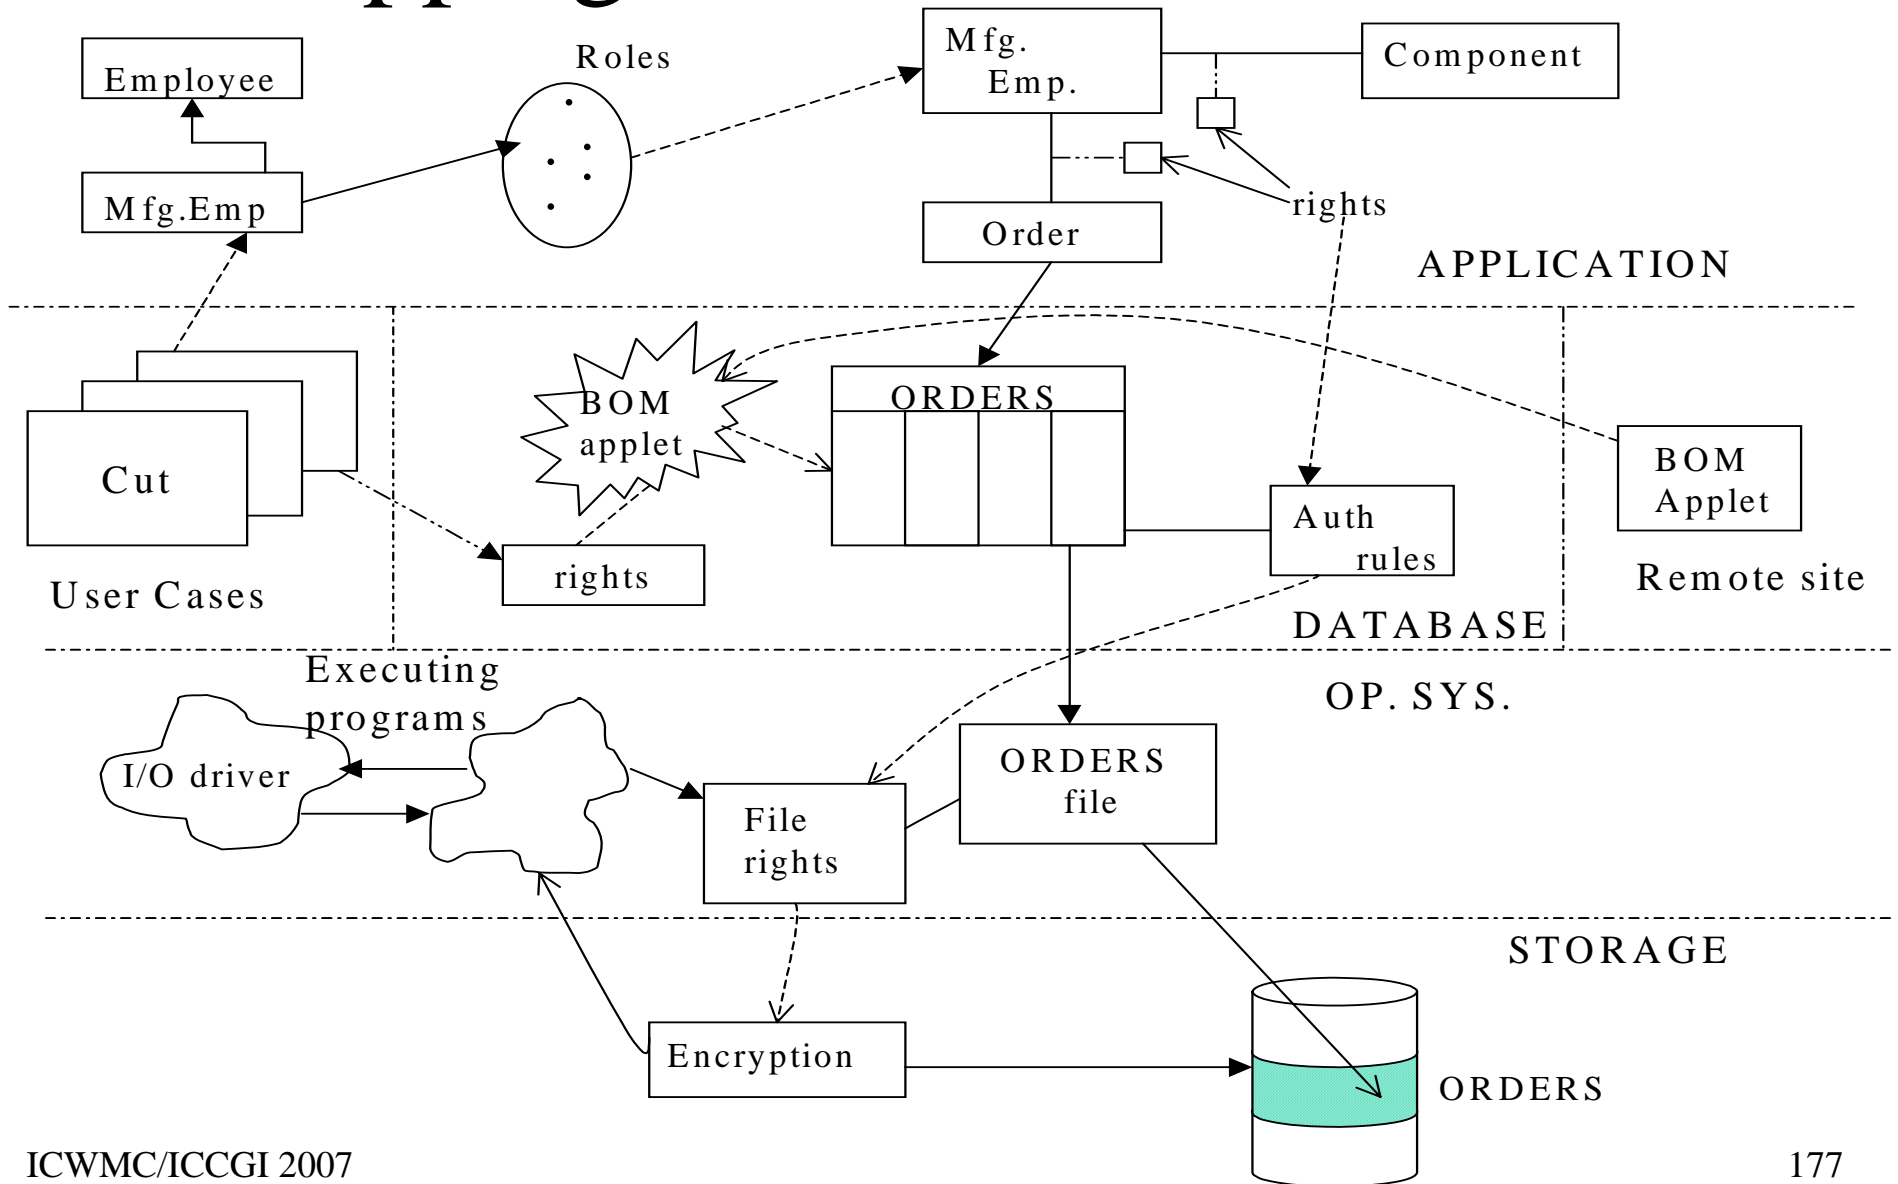 Employee
Roles
Mfg.
Emp.
Component
Mfg.Emp
rights
Order
APPLICATION
BOM
applet
ORDERS
Cut
BOM
Applet
Auth
rules
rights
User Cases
Remote site
DATABASE
Executing
programs
OP. SYS.
I/O driver
ORDERS
file
File
rights
STORAGE
Encryption
ORDERS
ICWMC/ICCGI 2007
177